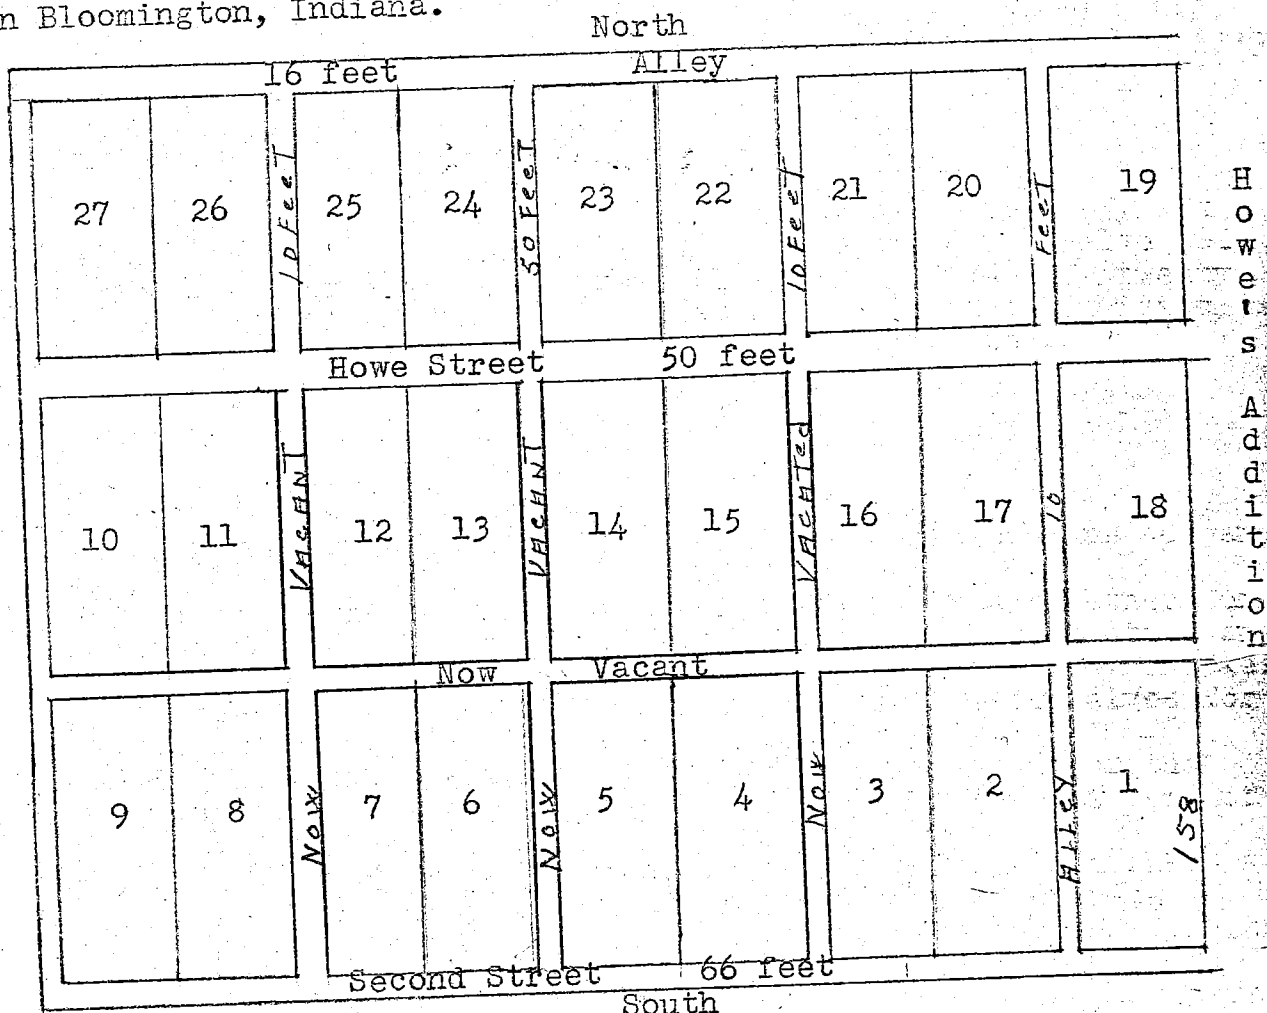 n Bloomington, Indiana.
North
16 feet Alley
27 26 10 FeeT 25 24 50 FeeT 23 22 10 FeeT 21 20 FeeT 19
Howe Street 50 feet
10 11 VACANT 12 13 VACANT 14 15 VACATed 16 17 10 18
Now Vacant
9 8 NOW 7 6 NOW 5 4 NOW 3 2 ALLeY 1 158
Second Street 66 feet
South
Howe's Addition